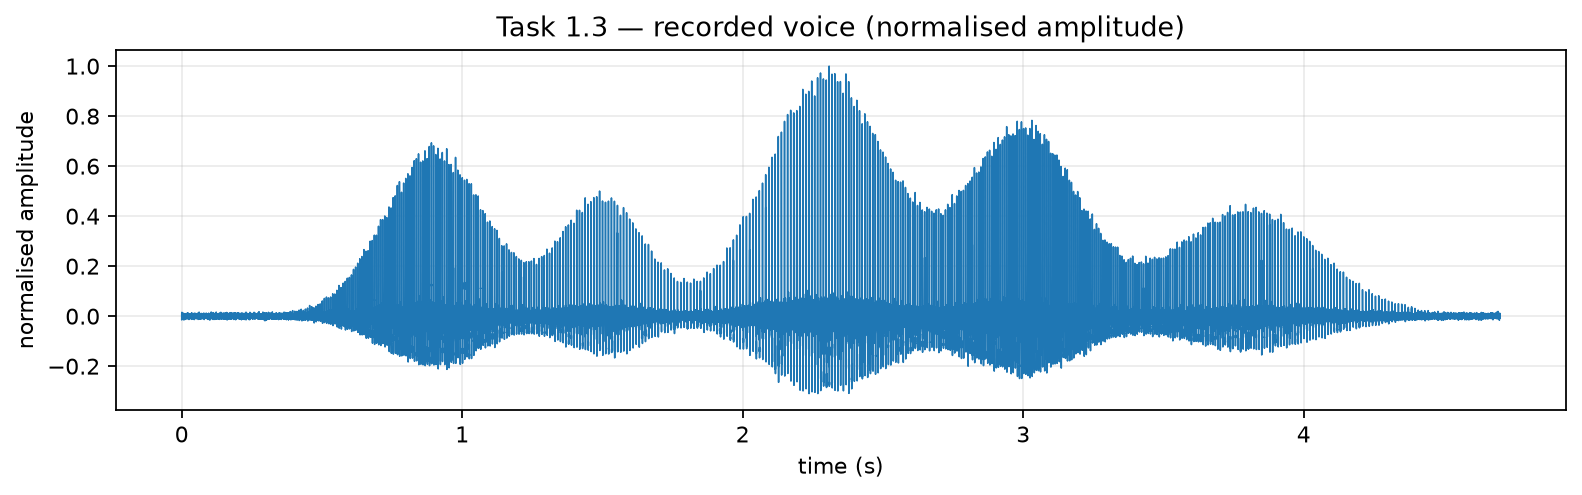 Task 1.3 — recorded voice (normalised amplitude)
normalised amplitude
1.0
0.8
0.6
0.4
0.2
0.0
−0.2
0 1 2 3 4
time (s)